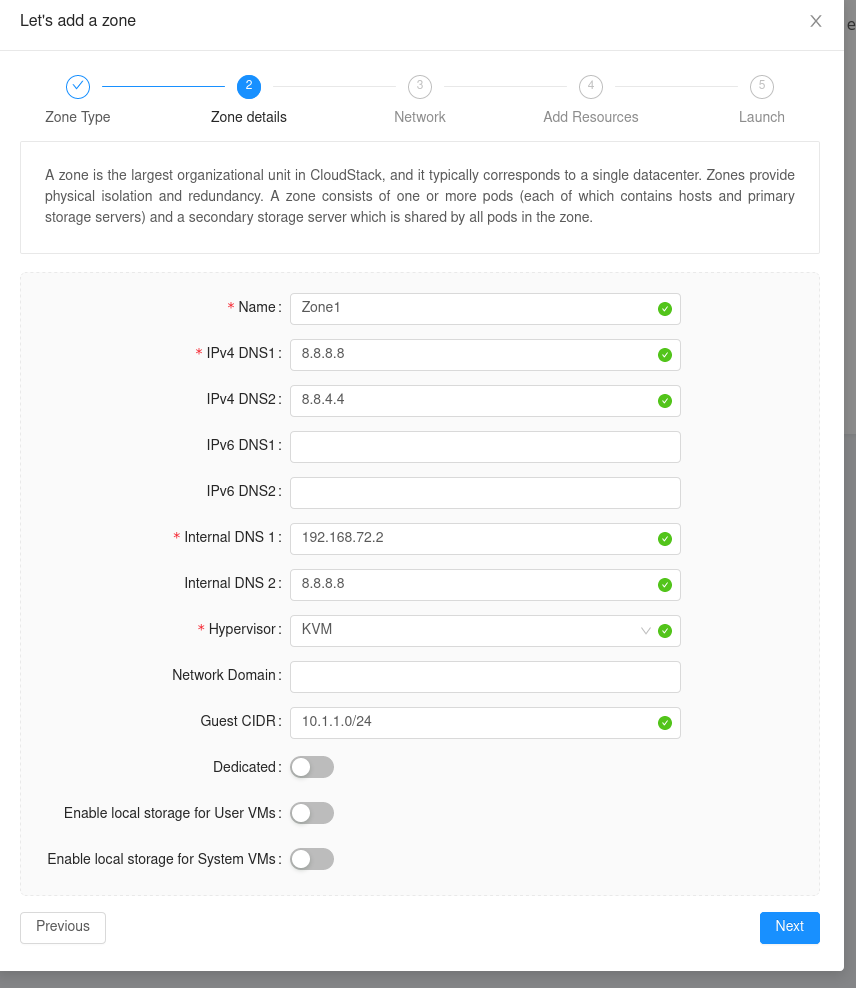 Let's add a zone
e
2 3 4 5
Zone Type Zone details Network Add Resources Launch
A zone is the largest organizational unit in CloudStack, and it typically corresponds to a single datacenter. Zones provide
physical isolation and redundancy. A zone consists of one or more pods (each of which contains hosts and primary
storage servers) and a secondary storage server which is shared by all pods in the zone.
* Name : Zone1
* IPv4 DNS1 : 8.8.8.8
IPv4 DNS2 : 8.8.4.4
IPv6 DNS1 :
IPv6 DNS2 :
* Internal DNS 1 : 192.168.72.2
Internal DNS 2 : 8.8.8.8
* Hypervisor : KVM
Network Domain :
Guest CIDR : 10.1.1.0/24
Dedicated :
Enable local storage for User VMs :
Enable local storage for System VMs :
Previous Next